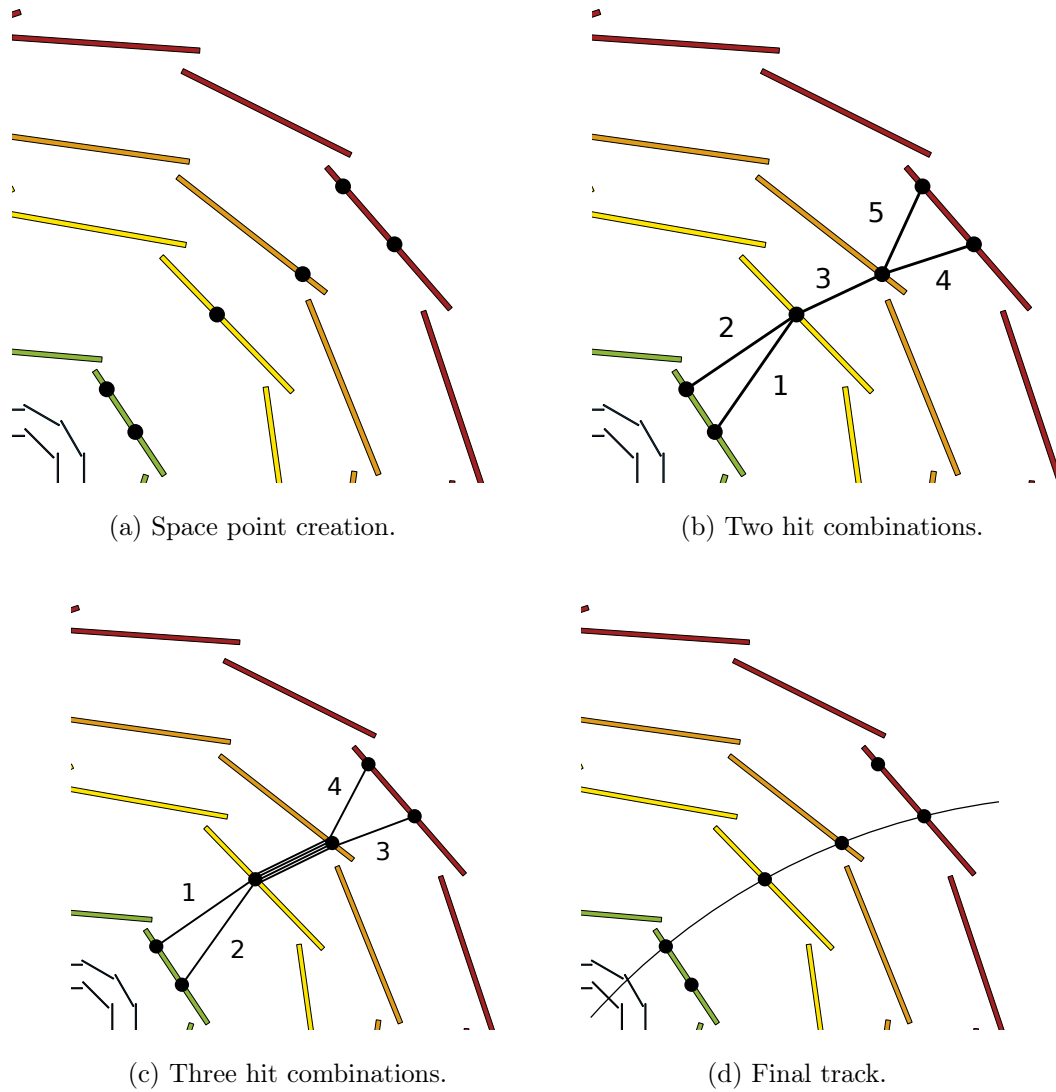 5
3
4
2
1
(a) Space point creation.
(b) Two hit combinations.
4
3
1
2
(c) Three hit combinations.
(d) Final track.